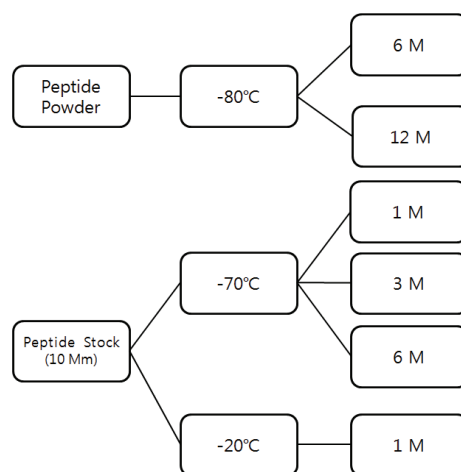 Peptide
Powder
-80℃
6 M
12 M
Peptide Stock
(10 Mm)
-70℃
1 M
3 M
6 M
-20℃
1 M